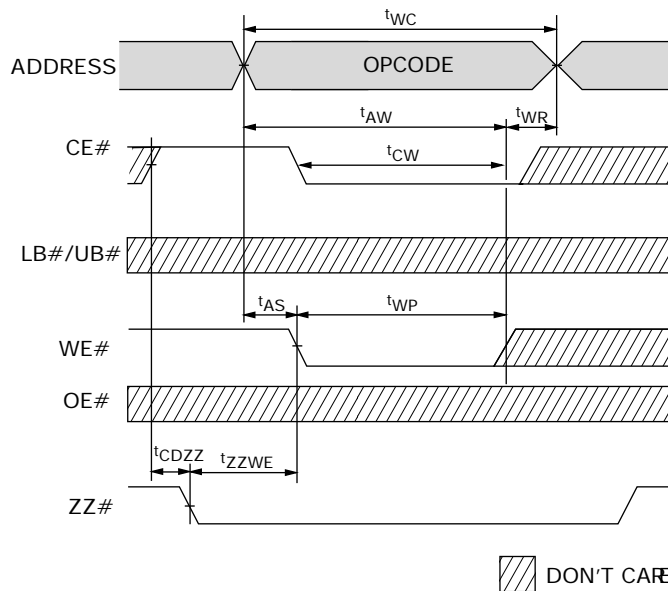 tWC
ADDRESS OPCODE
tAW tWR
CE# tCW
LB#/UB#
tAS tWP
WE#
OE#
tCDZZ tZZWE
ZZ#
DON'T CARE